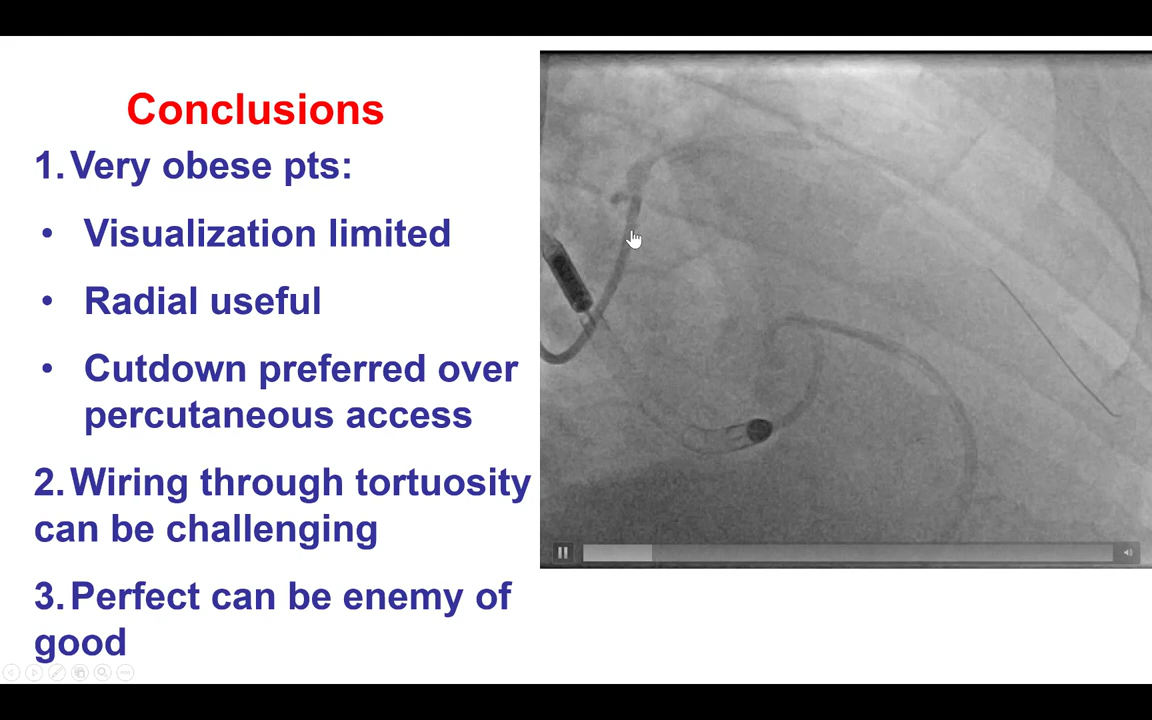 Conclusions
1. Very obese pts:
• Visualization limited
• Radial useful
• Cutdown preferred over
percutaneous access
2. Wiring through tortuosity
can be challenging
3. Perfect can be enemy of
good